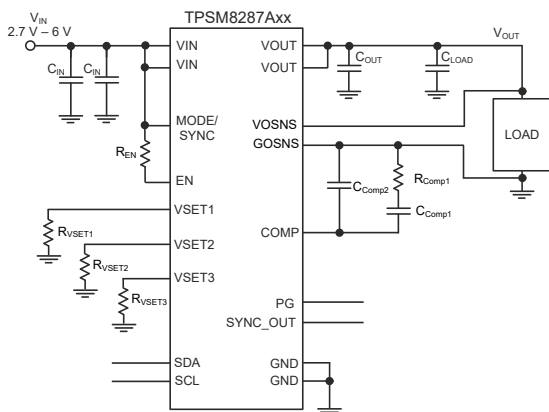 TPSM8287Axx
VIN
2.7 V – 6 V
CIN
CIN
VIN
VIN
MODE/
SYNC
REN
EN
VSET1
RVSET1
VSET2
RVSET2
VSET3
RVSET3
SDA
SCL
VOUT
VOUT
COUT
CLOAD
VOUT
VOSNS
GOSNS
LOAD
CComp2
RComp1
CComp1
COMP
PG
SYNC_OUT
GND
GND